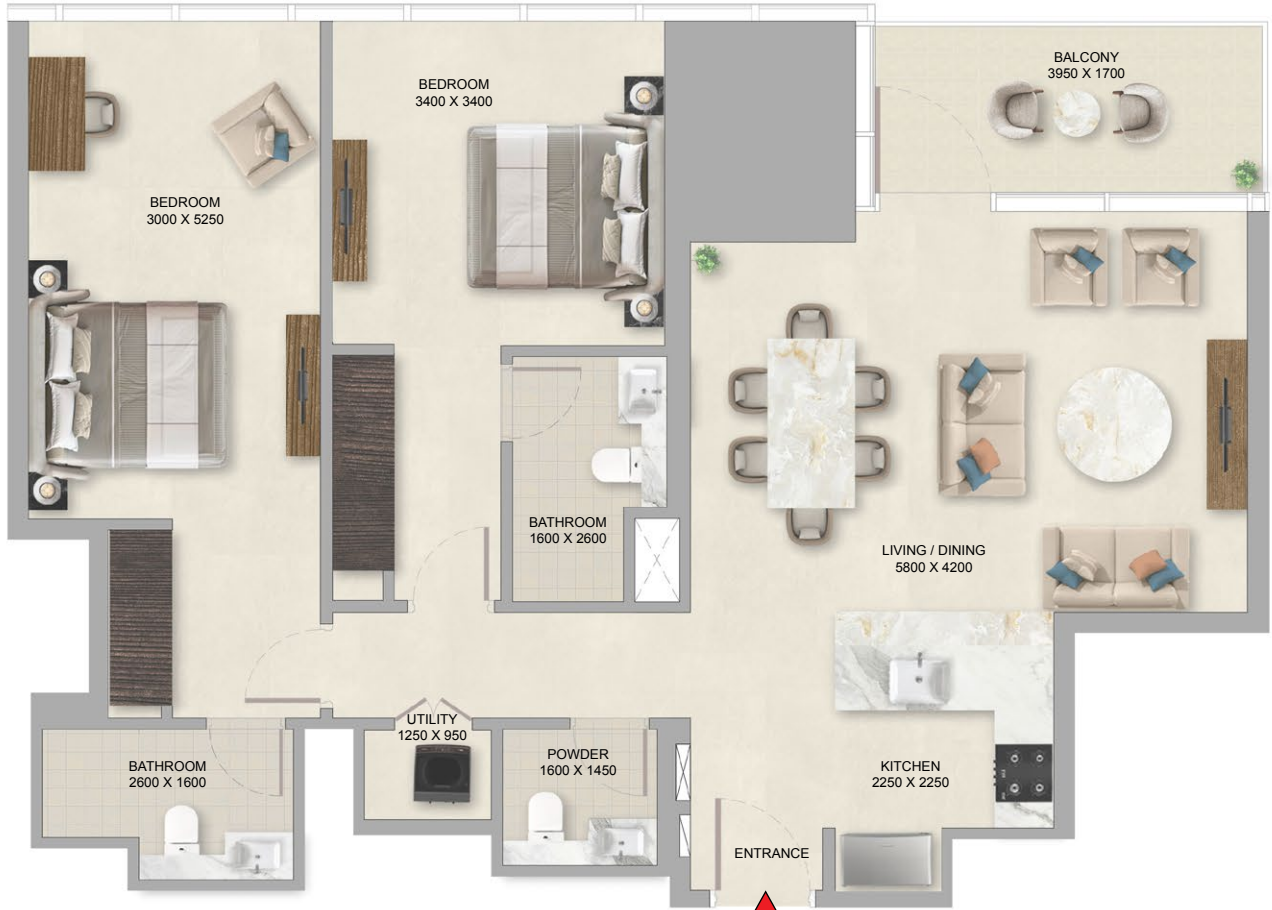 BALCONY
3950 X 1700
BEDROOM
3400 X 3400
BEDROOM
3000 X 5250
BATHROOM
1600 X 2600
LIVING / DINING
5800 X 4200
UTILITY
1250 X 950
POWDER
1600 X 1450
BATHROOM
2600 X 1600
KITCHEN
2250 X 2250
ENTRANCE